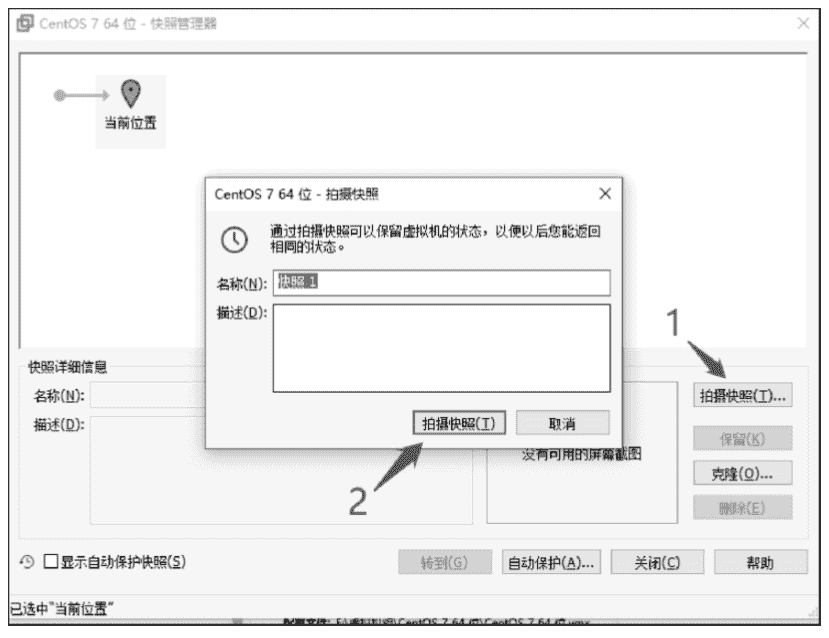 CentOS 7 64 位 - 快照管理器
当前位置
CentOS 7 64 位 - 拍摄快照
通过拍摄快照可以保留虚拟机的状态，以便以后您能返回
相同的状态。
名称(N):
快照 1
描述(D):
拍摄快照(T)
取消
1
2
快照详细信息
名称(N):
描述(D):
没有可用的屏幕截图
拍摄快照(T)...
保留(K)
克隆(O)...
删除(E)
显示自动保护快照(S)
转到(G)
自动保护(A)...
关闭(C)
帮助
已选中"当前位置"